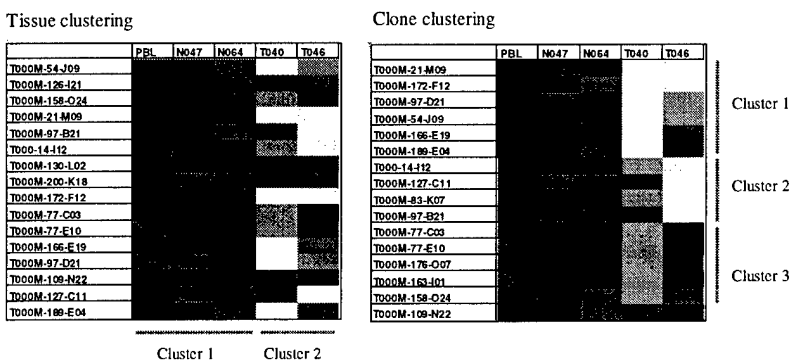 Tissue clustering
PBL N047 N064 T040 T046
T000M-54-J09
T000M-126-I21
T000M-158-O24
T000M-21-M09
T000M-97-B21
T000-14-I12
T000M-130-L02
T000M-200-K18
T000M-172-F12
T000M-77-C03
T000M-77-E10
T000M-166-E19
T000M-97-D21
T000M-109-N22
T000M-127-C11
T000M-189-E04
Cluster 1 Cluster 2
Clone clustering
PBL N047 N064 T040 T046
T000M-21-M09
T000M-172-F12
T000M-97-D21
T000M-54-J09
T000M-166-E19
T000M-189-E04
T000-14-I12
T000M-127-C11
T000M-83-K07
T000M-97-B21
T000M-77-C03
T000M-77-E10
T000M-176-O07
T000M-163-I01
T000M-158-O24
T000M-109-N22
Cluster 1
Cluster 2
Cluster 3